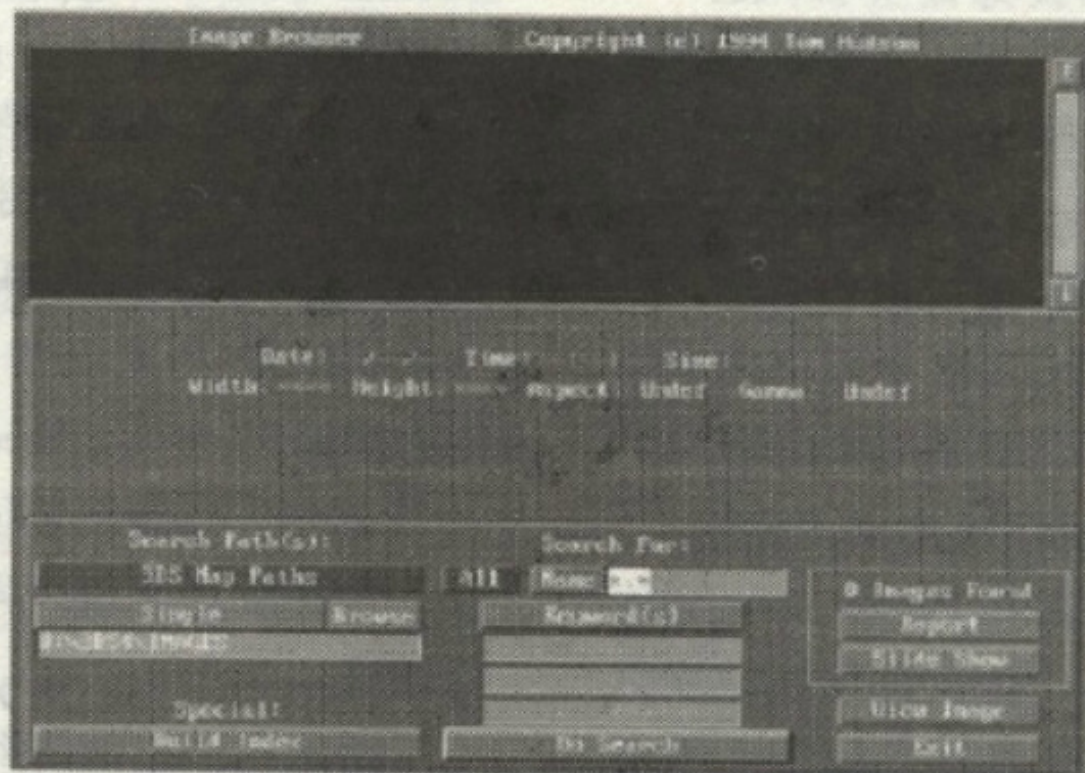 Image Browser Copyright (c) 1994 Tom Hudson
Date: Time: Size:
Width: Height: Aspect: Undef Gamma: Undef
Search Path(s): Search For:
3DS Map Paths All Name *.*
0 Images Found
Single Browse Keyword(s) Report
Slide Show
Special: View Image
Build Index Do Search Exit